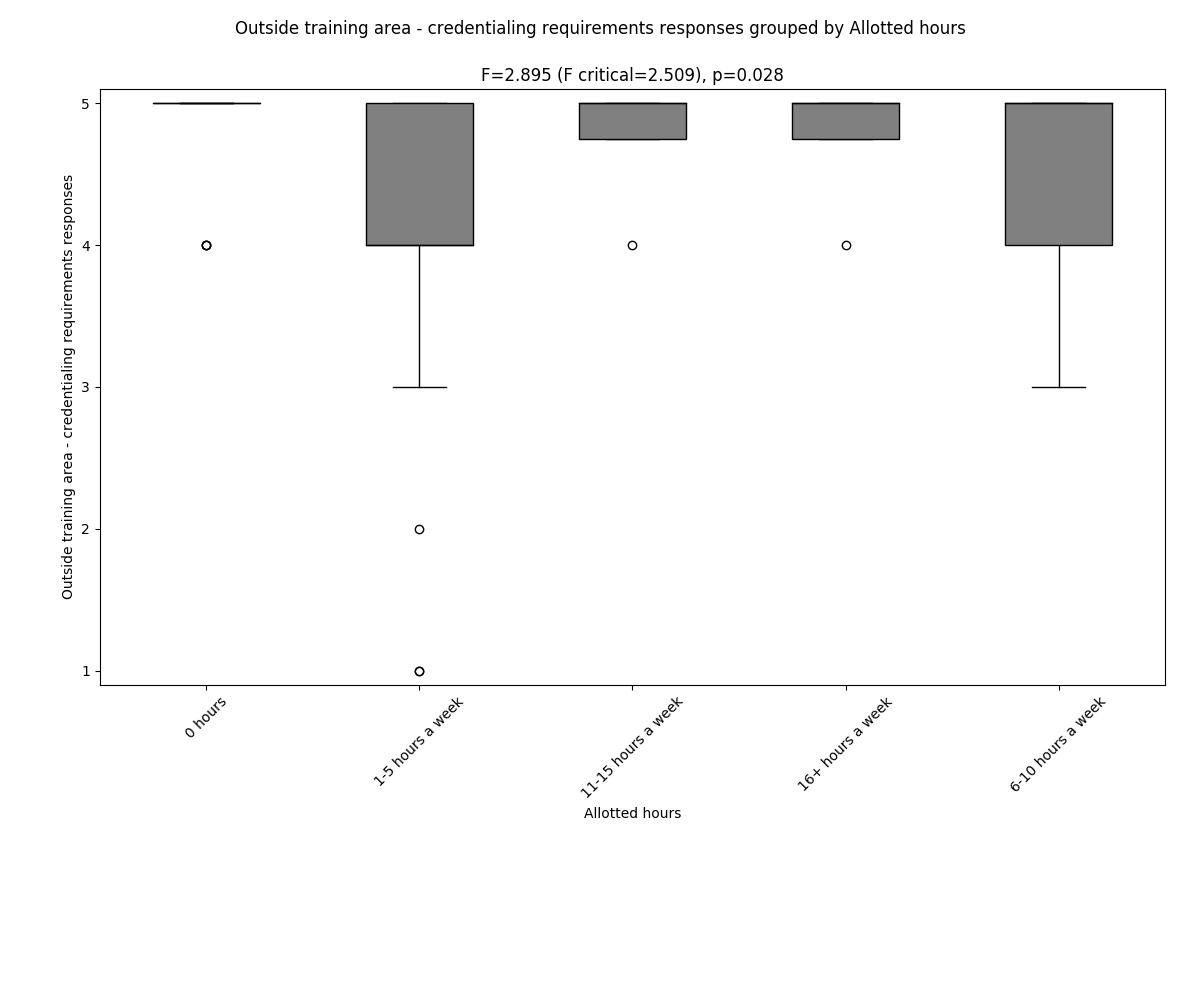 Outside training area - credentialing requirements responses grouped by Allotted hours
F=2.895 (F critical=2.509), p=0.028
Outside training area - credentialing requirements responses
5
4
3
2
1
0 hours
1-5 hours a week
11-15 hours a week
16+ hours a week
6-10 hours a week
Allotted hours